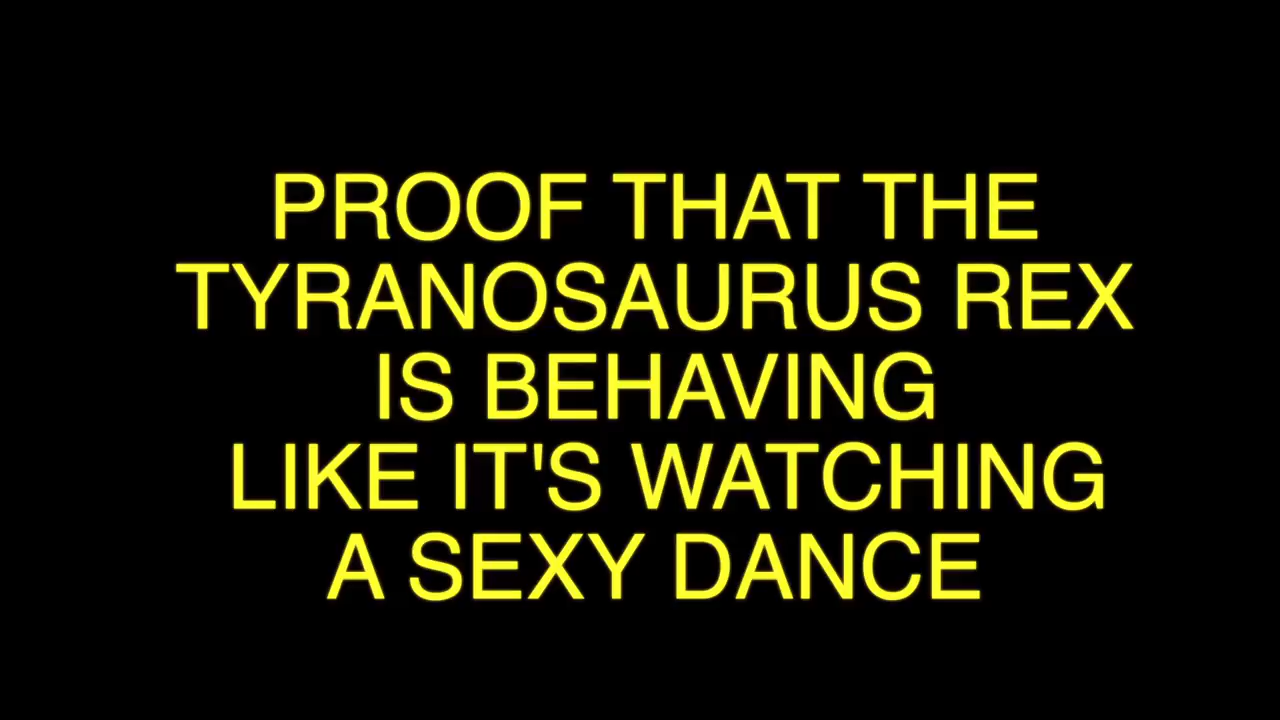 PROOF THAT THE
TYRANOSAURUS REX
IS BEHAVING
LIKE IT'S WATCHING
A SEXY DANCE